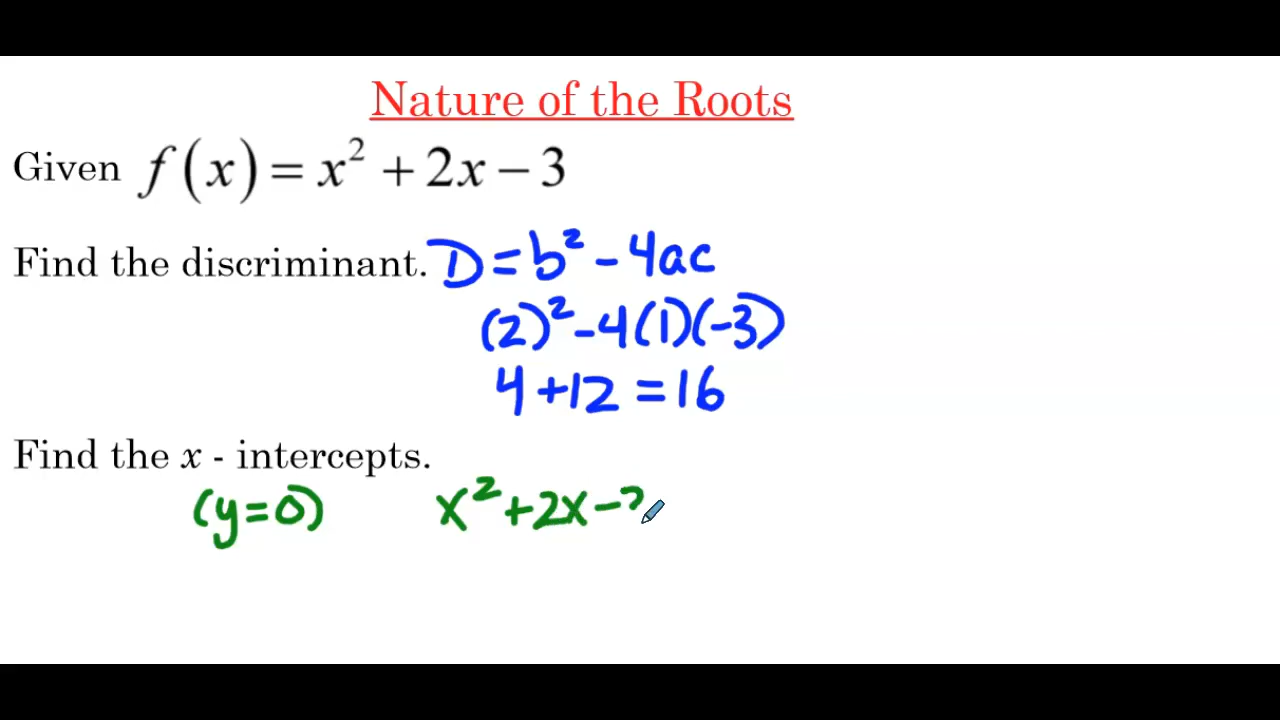 Nature of the Roots
Given f(x) = x² + 2x − 3
Find the discriminant. D = b² - 4ac
(2)² - 4(1)(-3)
4 + 12 = 16
Find the x - intercepts.
(y = 0) x² + 2x -